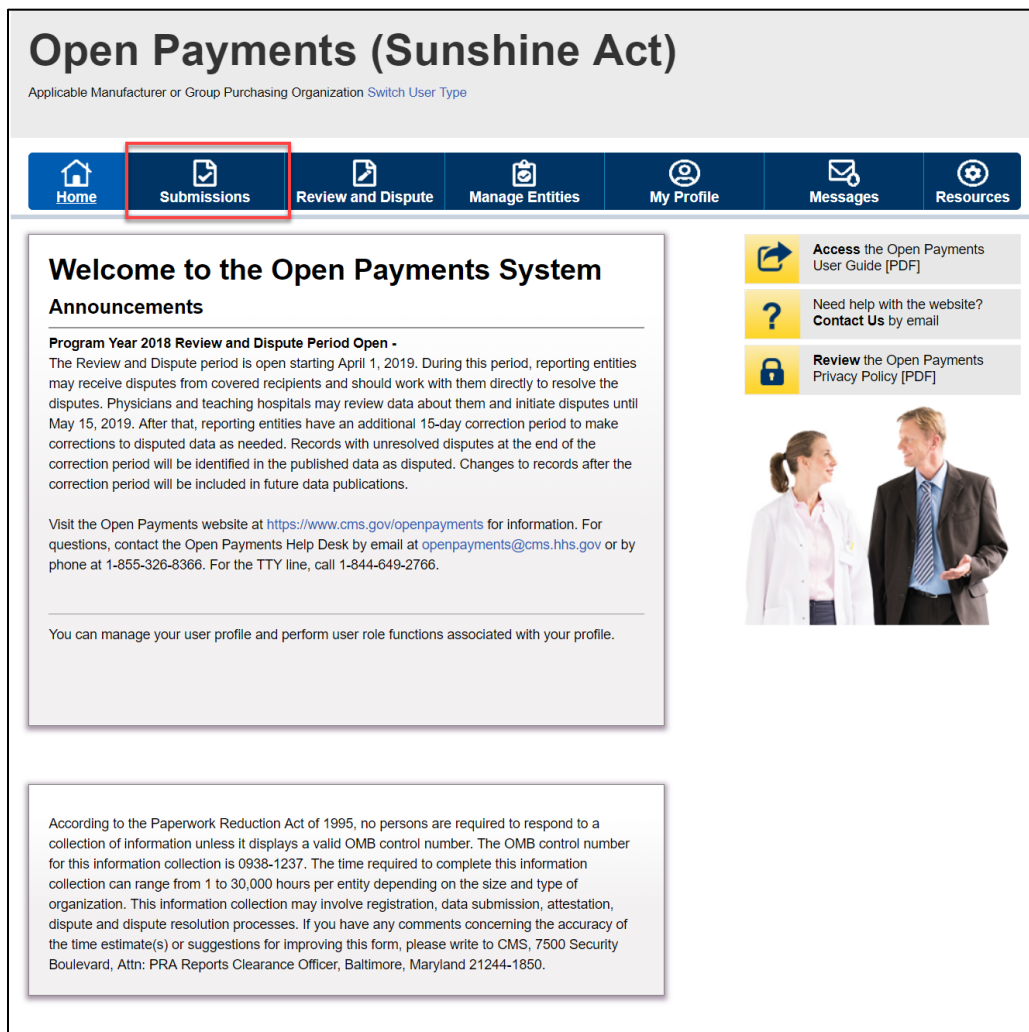 Open Payments (Sunshine Act)
Applicable Manufacturer or Group Purchasing Organization Switch User Type
Home
Submissions
Review and Dispute
Manage Entities
My Profile
Messages
Resources
Welcome to the Open Payments System
Announcements
Program Year 2018 Review and Dispute Period Open -
The Review and Dispute period is open starting April 1, 2019. During this period, reporting entities
may receive disputes from covered recipients and should work with them directly to resolve the
disputes. Physicians and teaching hospitals may review data about them and initiate disputes until
May 15, 2019. After that, reporting entities have an additional 15-day correction period to make
corrections to disputed data as needed. Records with unresolved disputes at the end of the
correction period will be identified in the published data as disputed. Changes to records after the
correction period will be included in future data publications.
Visit the Open Payments website at https://www.cms.gov/openpayments for information. For
questions, contact the Open Payments Help Desk by email at openpayments@cms.hhs.gov or by
phone at 1-855-326-8366. For the TTY line, call 1-844-649-2766.
You can manage your user profile and perform user role functions associated with your profile.
Access the Open Payments
User Guide [PDF]
?
Need help with the website?
Contact Us by email
Review the Open Payments
Privacy Policy [PDF]
According to the Paperwork Reduction Act of 1995, no persons are required to respond to a
collection of information unless it displays a valid OMB control number. The OMB control number
for this information collection is 0938-1237. The time required to complete this information
collection can range from 1 to 30,000 hours per entity depending on the size and type of
organization. This information collection may involve registration, data submission, attestation,
dispute and dispute resolution processes. If you have any comments concerning the accuracy of
the time estimate(s) or suggestions for improving this form, please write to CMS, 7500 Security
Boulevard, Attn: PRA Reports Clearance Officer, Baltimore, Maryland 21244-1850.